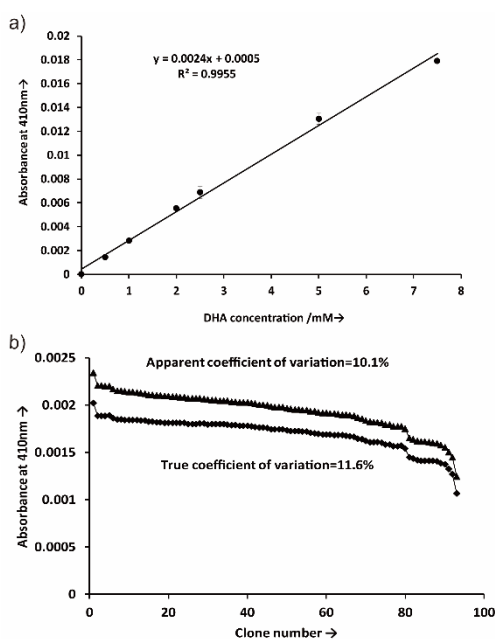 a)
0.02
0.018
0.016
0.014
0.012
0.01
0.008
0.006
0.004
0.002
0
Absorbance at 410nm→
y = 0.0024x + 0.0005
R² = 0.9955
0 1 2 3 4 5 6 7 8
DHA concentration /mM→
b)
0.0025
0.002
0.0015
0.001
0.0005
0
Absorbance at 410nm →
Apparent coefficient of variation=10.1%
True coefficient of variation=11.6%
0 20 40 60 80 100
Clone number →